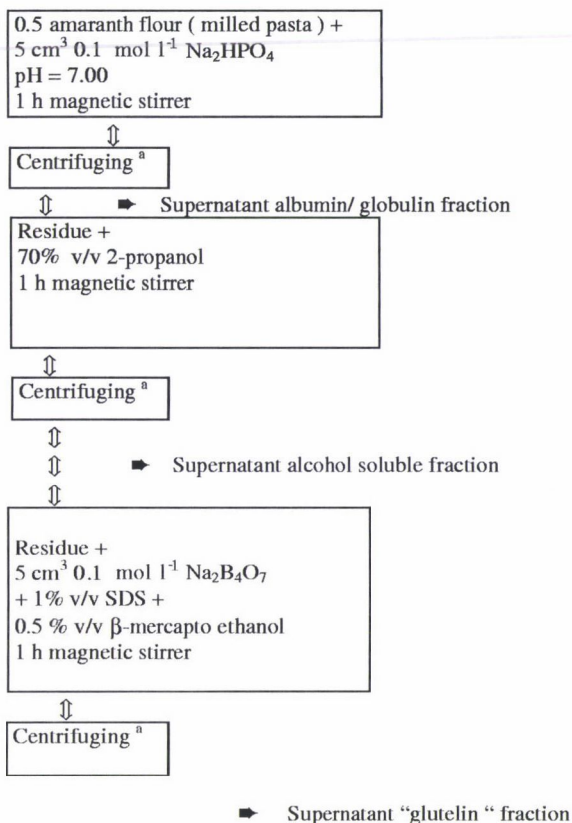 0.5 amaranth flour ( milled pasta ) +
5 cm³ 0.1 mol l⁻¹ Na₂HPO₄
pH = 7.00
1 h magnetic stirrer
⇕
Centrifuging ᵃ
⇕ ➨ Supernatant albumin/ globulin fraction
Residue +
70% v/v 2-propanol
1 h magnetic stirrer
⇕
Centrifuging ᵃ
⇕
⇕ ➨ Supernatant alcohol soluble fraction
⇕
Residue +
5 cm³ 0.1 mol l⁻¹ Na₂B₄O₇
+ 1% v/v SDS +
0.5 % v/v β-mercapto ethanol
1 h magnetic stirrer
⇕
Centrifuging ᵃ
➨ Supernatant “glutelin “ fraction